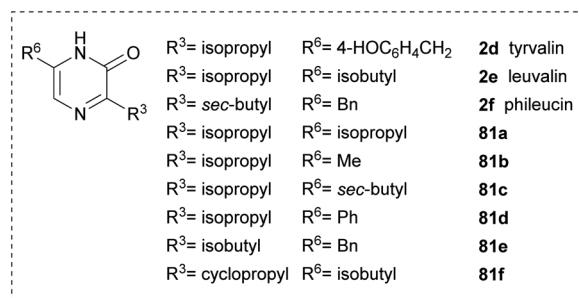 R³= isopropyl R⁶= 4-HOC₆H₄CH₂ 2d tyrvalin
R³= isopropyl R⁶= isobutyl 2e leuvalin
R³= sec-butyl R⁶= Bn 2f phileucin
R³= isopropyl R⁶= isopropyl 81a
R³= isopropyl R⁶= Me 81b
R³= isopropyl R⁶= sec-butyl 81c
R³= isopropyl R⁶= Ph 81d
R³= isobutyl R⁶= Bn 81e
R³= cyclopropyl R⁶= isobutyl 81f
H
R⁶ N O
N R³